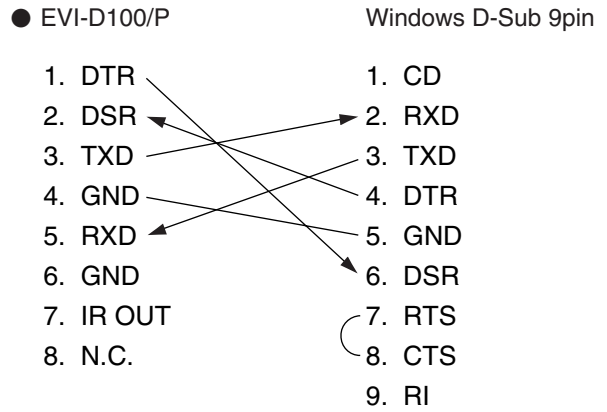 ● EVI-D100/P
1. DTR
2. DSR
3. TXD
4. GND
5. RXD
6. GND
7. IR OUT
8. N.C.
Windows D-Sub 9pin
1. CD
2. RXD
3. TXD
4. DTR
5. GND
6. DSR
7. RTS
8. CTS
9. RI